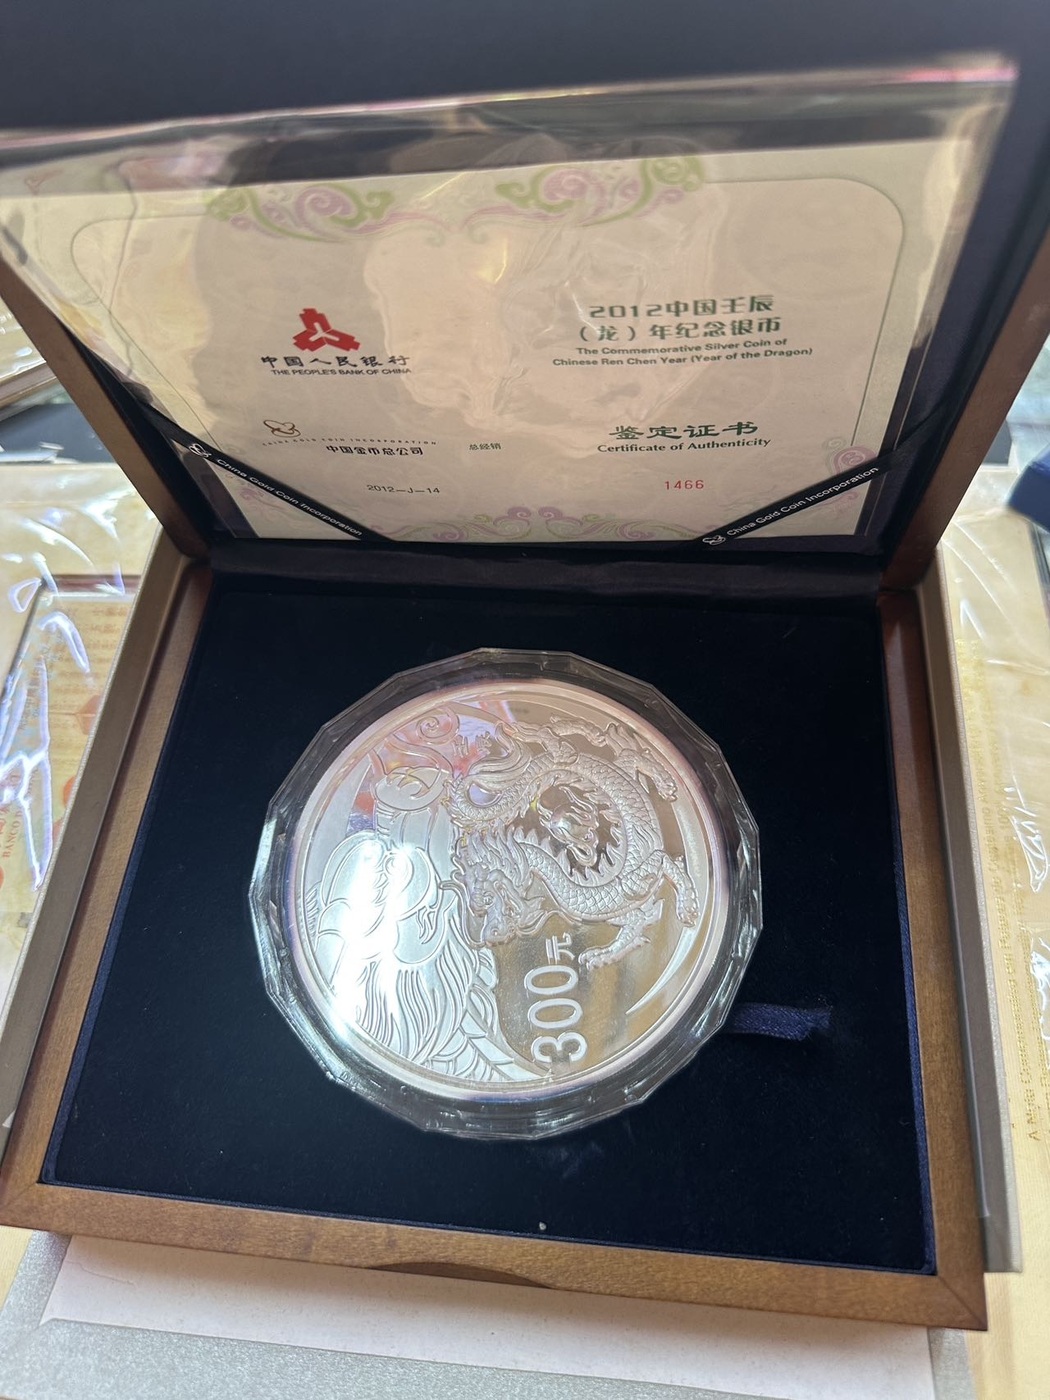 中国人民银行
THE PEOPLE'S BANK OF CHINA
CHINA GOLD COIN INCORPORATION
中国金币总公司
总经销
2012—J—14
2012中国壬辰
（龙）年纪念银币
The Commemorative Silver Coin of
Chinese Ren Chen Year (Year of the Dragon)
鉴定证书
Certificate of Authenticity
1466
China Gold Coin Incorporation
China Gold Coin Incorporation
300元
BANCO D